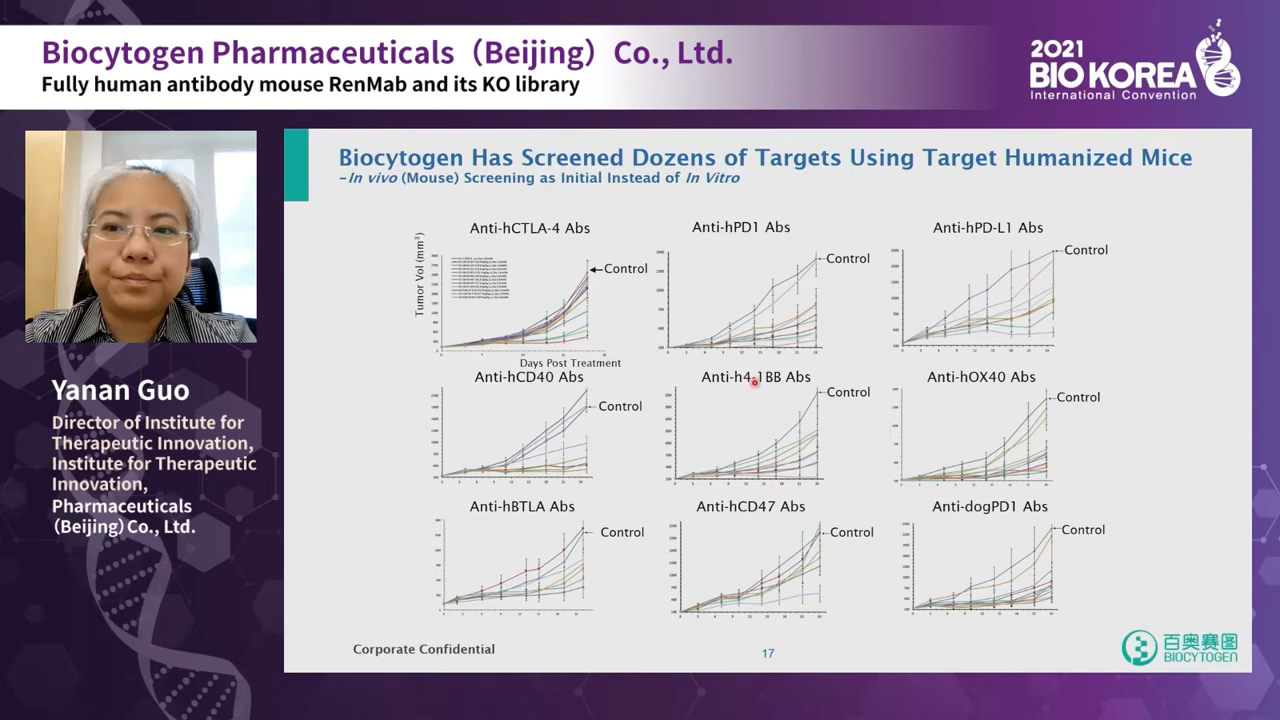 Biocytogen Pharmaceuticals（Beijing）Co., Ltd.
Fully human antibody mouse RenMab and its KO library
2021
BIO KOREA
International Convention
Yanan Guo
Director of Institute for
Therapeutic Innovation,
Institute for Therapeutic
Innovation,
Pharmaceuticals
（Beijing）Co., Ltd.
Biocytogen Has Screened Dozens of Targets Using Target Humanized Mice
–In vivo (Mouse) Screening as Initial Instead of In Vitro
Anti-hCTLA-4 Abs
Tumor Vol (mm³)
Control
Days Post Treatment
Anti-hPD1 Abs
Control
Anti-hPD-L1 Abs
Control
Anti-hCD40 Abs
Control
Anti-h4-1BB Abs
Control
Anti-hOX40 Abs
Control
Anti-hBTLA Abs
Control
Anti-hCD47 Abs
Control
Anti-dogPD1 Abs
Control
Corporate Confidential
17
百奥赛图
BIOCYTOGEN